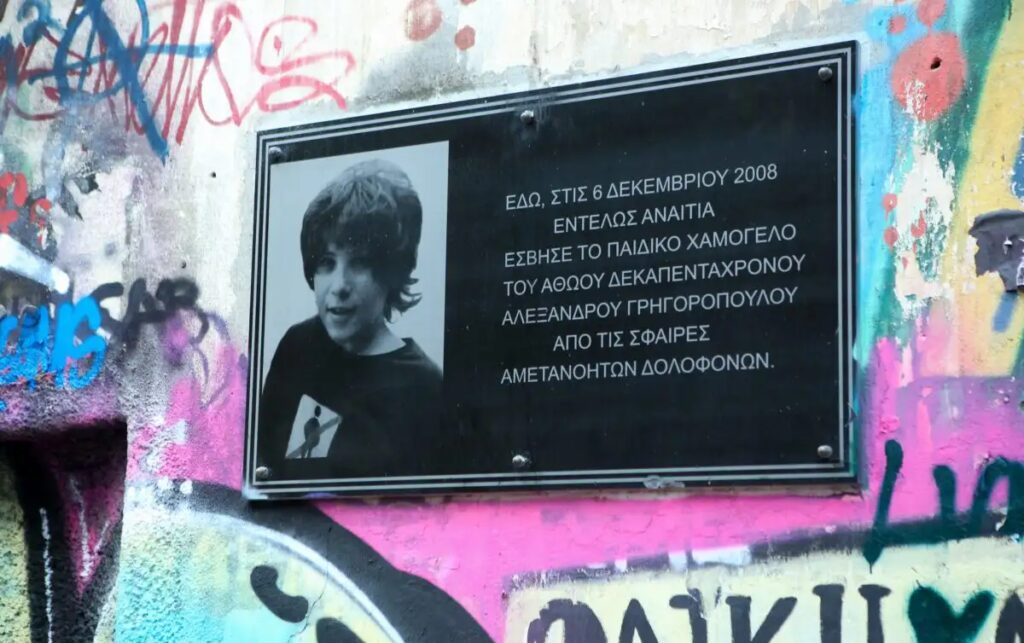 ΕΔΩ, ΣΤΙΣ 6 ΔΕΚΕΜΒΡΙΟΥ 2008
ΕΝΤΕΛΩΣ ΑΝΑΙΤΙΑ
ΕΣΒΗΣΕ ΤΟ ΠΑΙΔΙΚΟ ΧΑΜΟΓΕΛΟ
ΤΟΥ ΑΘΩΟΥ ΔΕΚΑΠΕΝΤΑΧΡΟΝΟΥ
ΑΛΕΞΑΝΔΡΟΥ ΓΡΗΓΟΡΟΠΟΥΛΟΥ
ΑΠΟ ΤΙΣ ΣΦΑΙΡΕΣ
ΑΜΕΤΑΝΟΗΤΩΝ ΔΟΛΟΦΟΝΩΝ.